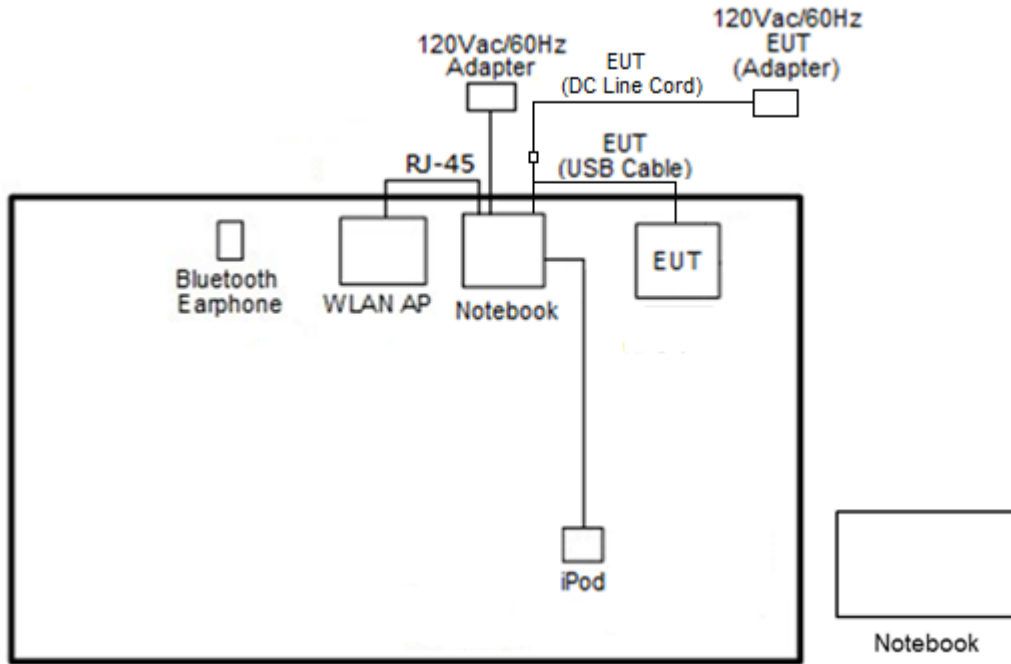 120Vac/60Hz
EUT
(Adapter)
120Vac/60Hz
Adapter
EUT
(DC Line Cord)
RJ-45
EUT
(USB Cable)
Bluetooth
Earphone
WLAN AP
Notebook
EUT
iPod
Notebook